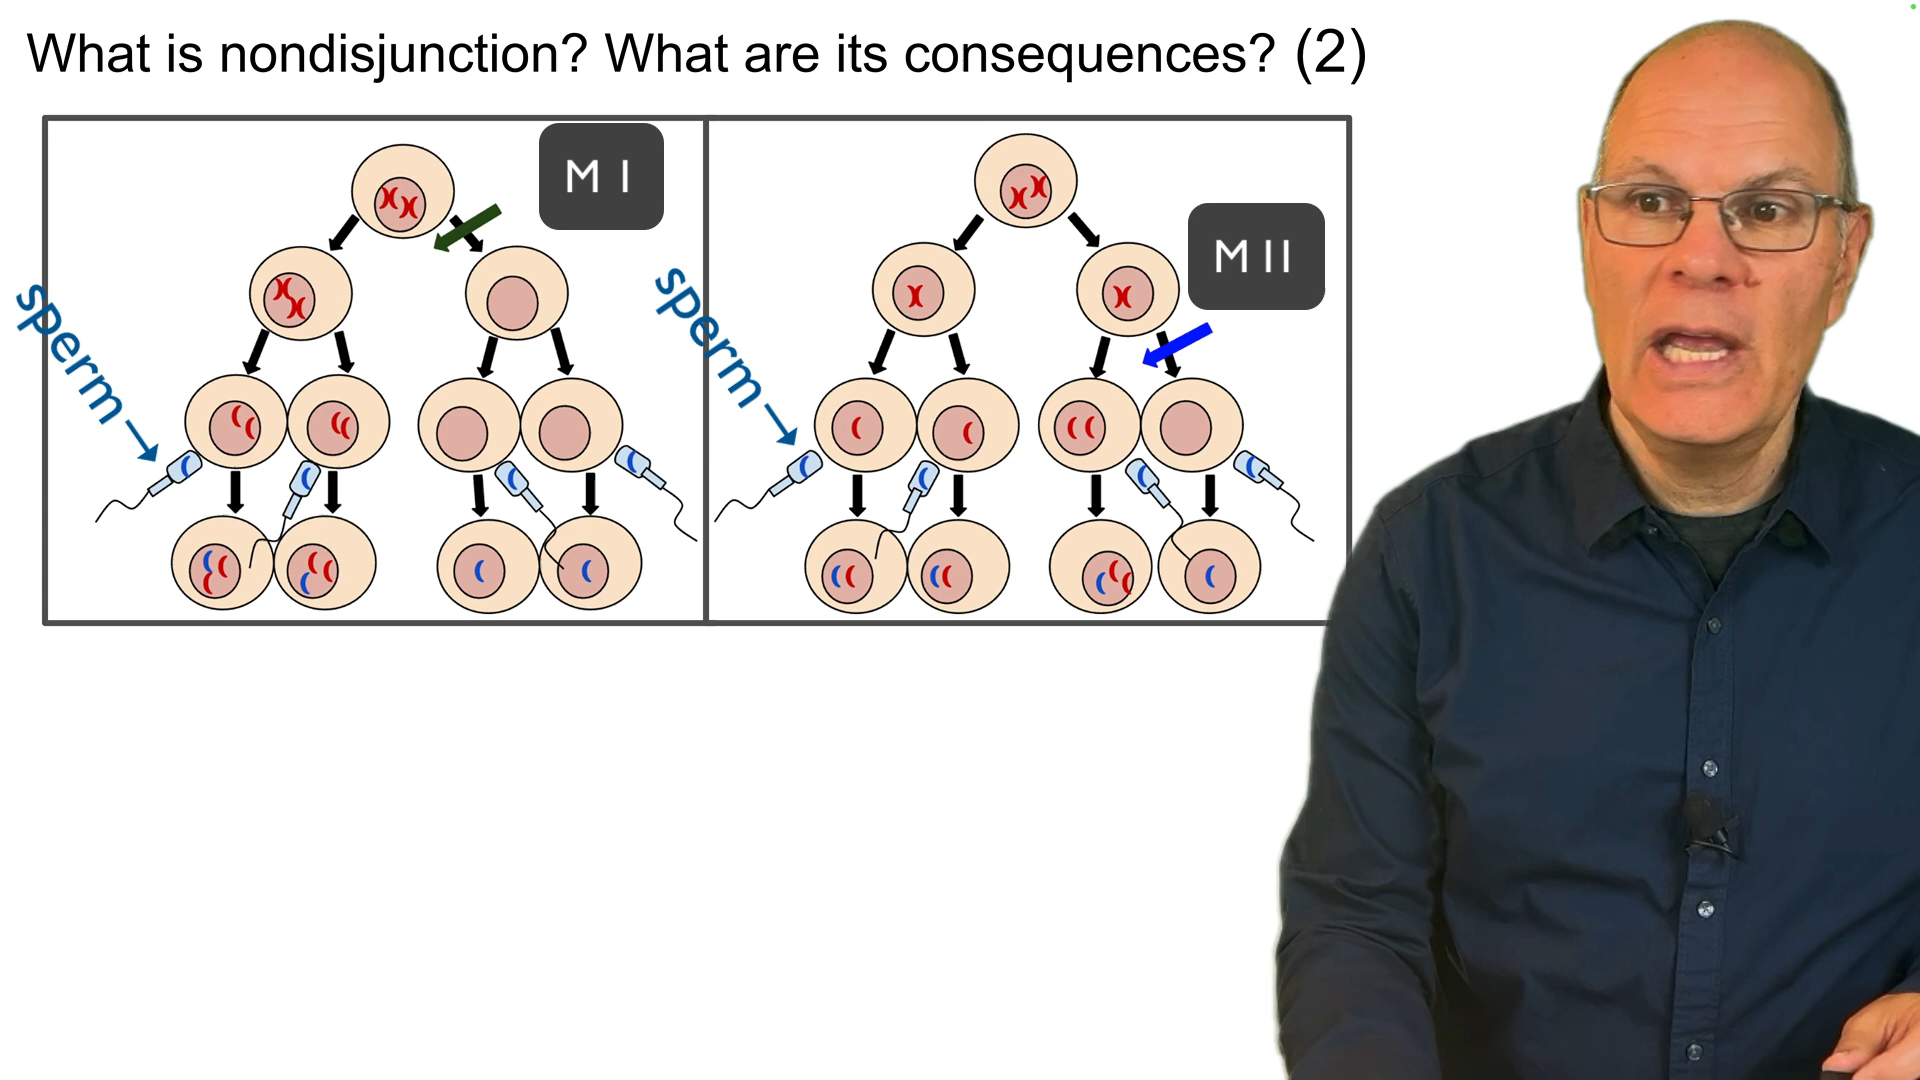 What is nondisjunction? What are its consequences? (2)
M I
M II
sperm
sperm